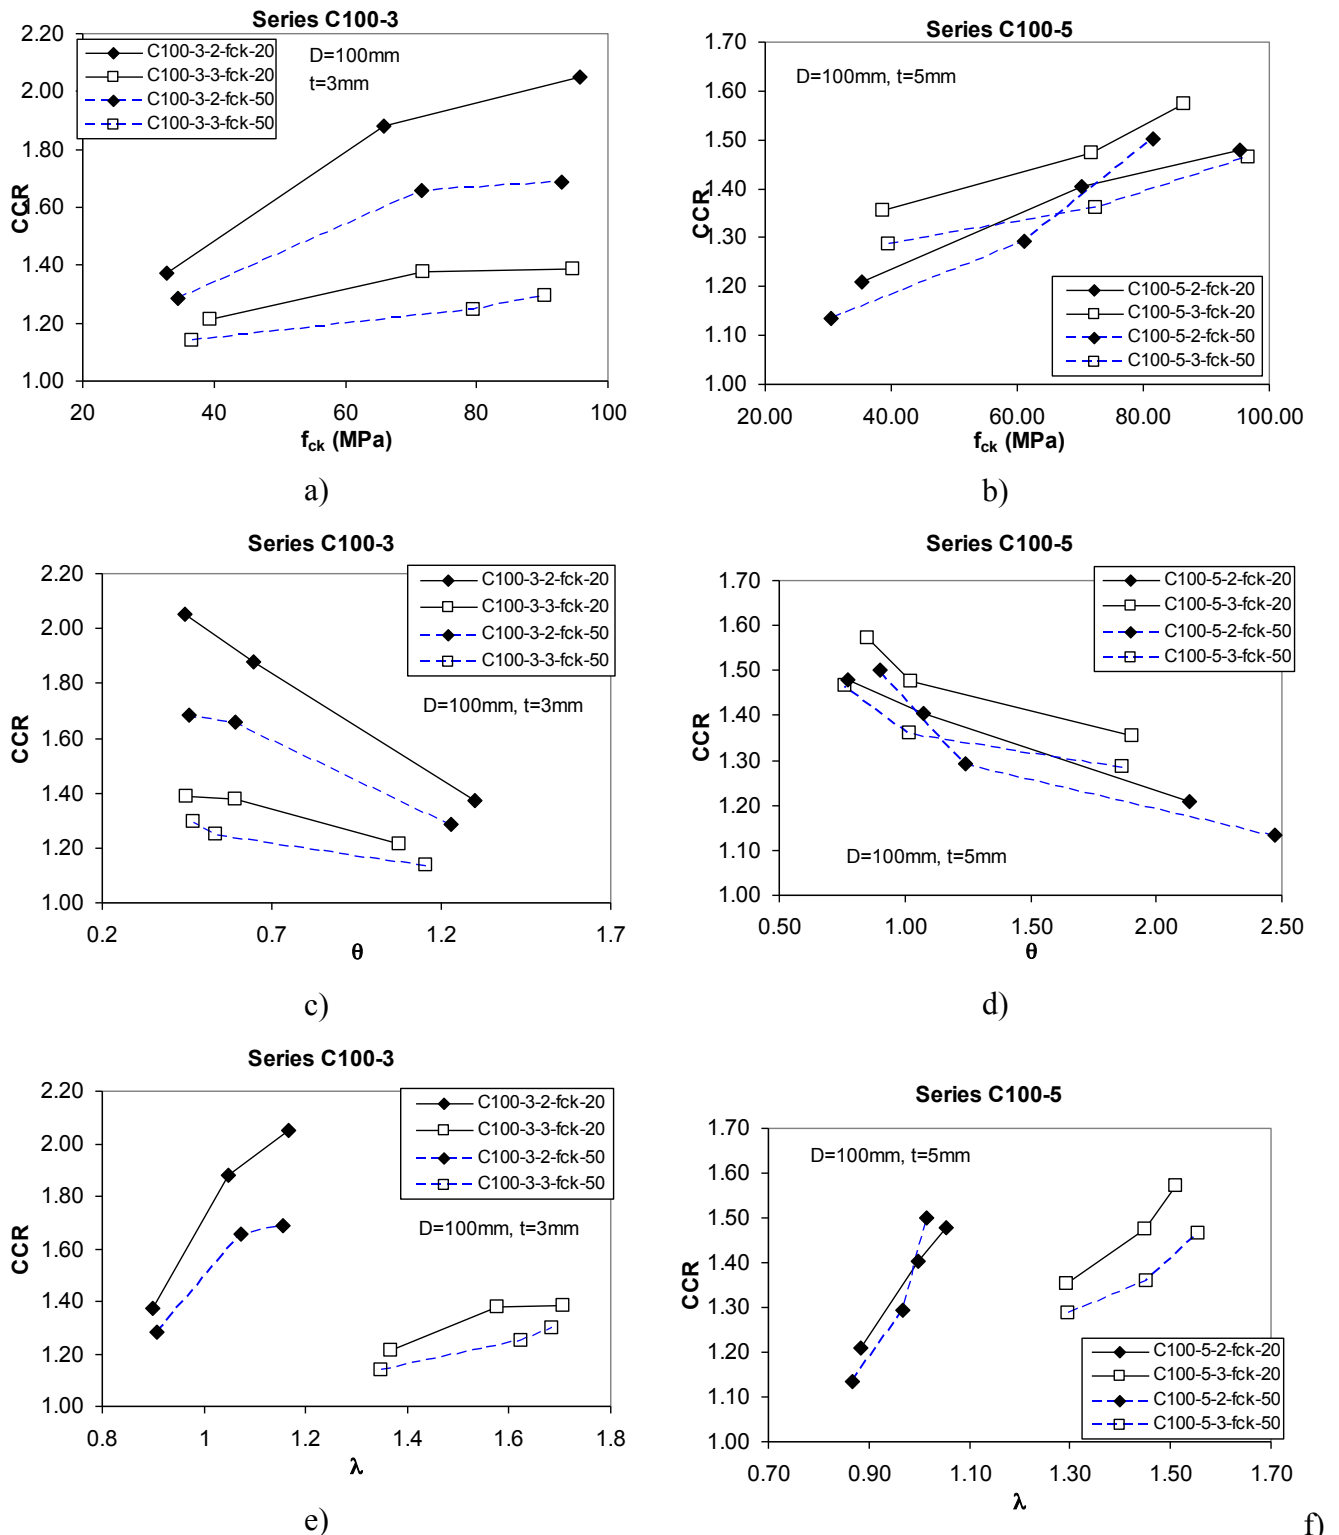 Series C100-3
2.20
2.00
1.80
1.60
1.40
1.20
1.00
CCR
C100-3-2-fck-20
C100-3-3-fck-20
C100-3-2-fck-50
C100-3-3-fck-50
D=100mm
t=3mm
20 40 60 80 100
fck (MPa)
a)
Series C100-5
1.70
1.60
1.50
1.40
1.30
1.20
1.10
1.00
CCR
D=100mm, t=5mm
C100-5-2-fck-20
C100-5-3-fck-20
C100-5-2-fck-50
C100-5-3-fck-50
20.00 40.00 60.00 80.00 100.00
fck (MPa)
b)
Series C100-3
2.20
2.00
1.80
1.60
1.40
1.20
1.00
CCR
C100-3-2-fck-20
C100-3-3-fck-20
C100-3-2-fck-50
C100-3-3-fck-50
D=100mm, t=3mm
0.2 0.7 1.2 1.7
θ
c)
Series C100-5
1.70
1.60
1.50
1.40
1.30
1.20
1.10
1.00
CCR
C100-5-2-fck-20
C100-5-3-fck-20
C100-5-2-fck-50
C100-5-3-fck-50
D=100mm, t=5mm
0.50 1.00 1.50 2.00 2.50
θ
d)
Series C100-3
2.20
2.00
1.80
1.60
1.40
1.20
1.00
CCR
C100-3-2-fck-20
C100-3-3-fck-20
C100-3-2-fck-50
C100-3-3-fck-50
D=100mm, t=3mm
0.8 1 1.2 1.4 1.6 1.8
λ
e)
Series C100-5
1.70
1.60
1.50
1.40
1.30
1.20
1.10
1.00
CCR
D=100mm, t=5mm
C100-5-2-fck-20
C100-5-3-fck-20
C100-5-2-fck-50
C100-5-3-fck-50
0.70 0.90 1.10 1.30 1.50 1.70
λ
f)